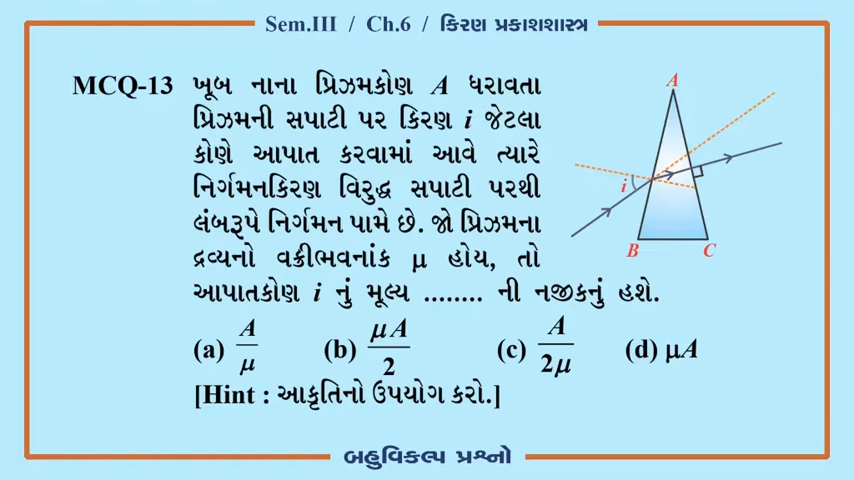 Sem.III / Ch.6 / કિરણ પ્રકાશશાસ્ત્ર
MCQ-13 ખૂબ નાના પ્રિઝમકોણ A ધરાવતા
પ્રિઝમની સપાટી પર કિરણ i જેટલા
કોણે આપાત કરવામાં આવે ત્યારે
નિર્ગમનકિરણ વિરુદ્ધ સપાટી પરથી
લંબરૂપે નિર્ગમન પામે છે. જો પ્રિઝમના
દ્રવ્યનો વક્રીભવનાંક μ હોય, તો
આપાતકોણ i નું મૂલ્ય ........ ની નજીકનું હશે.
(a) A/μ (b) μA/2 (c) A/2μ (d) μA
[Hint : આકૃતિનો ઉપયોગ કરો.]
A
i
B C
બહુવિકલ્પ પ્રશ્નો